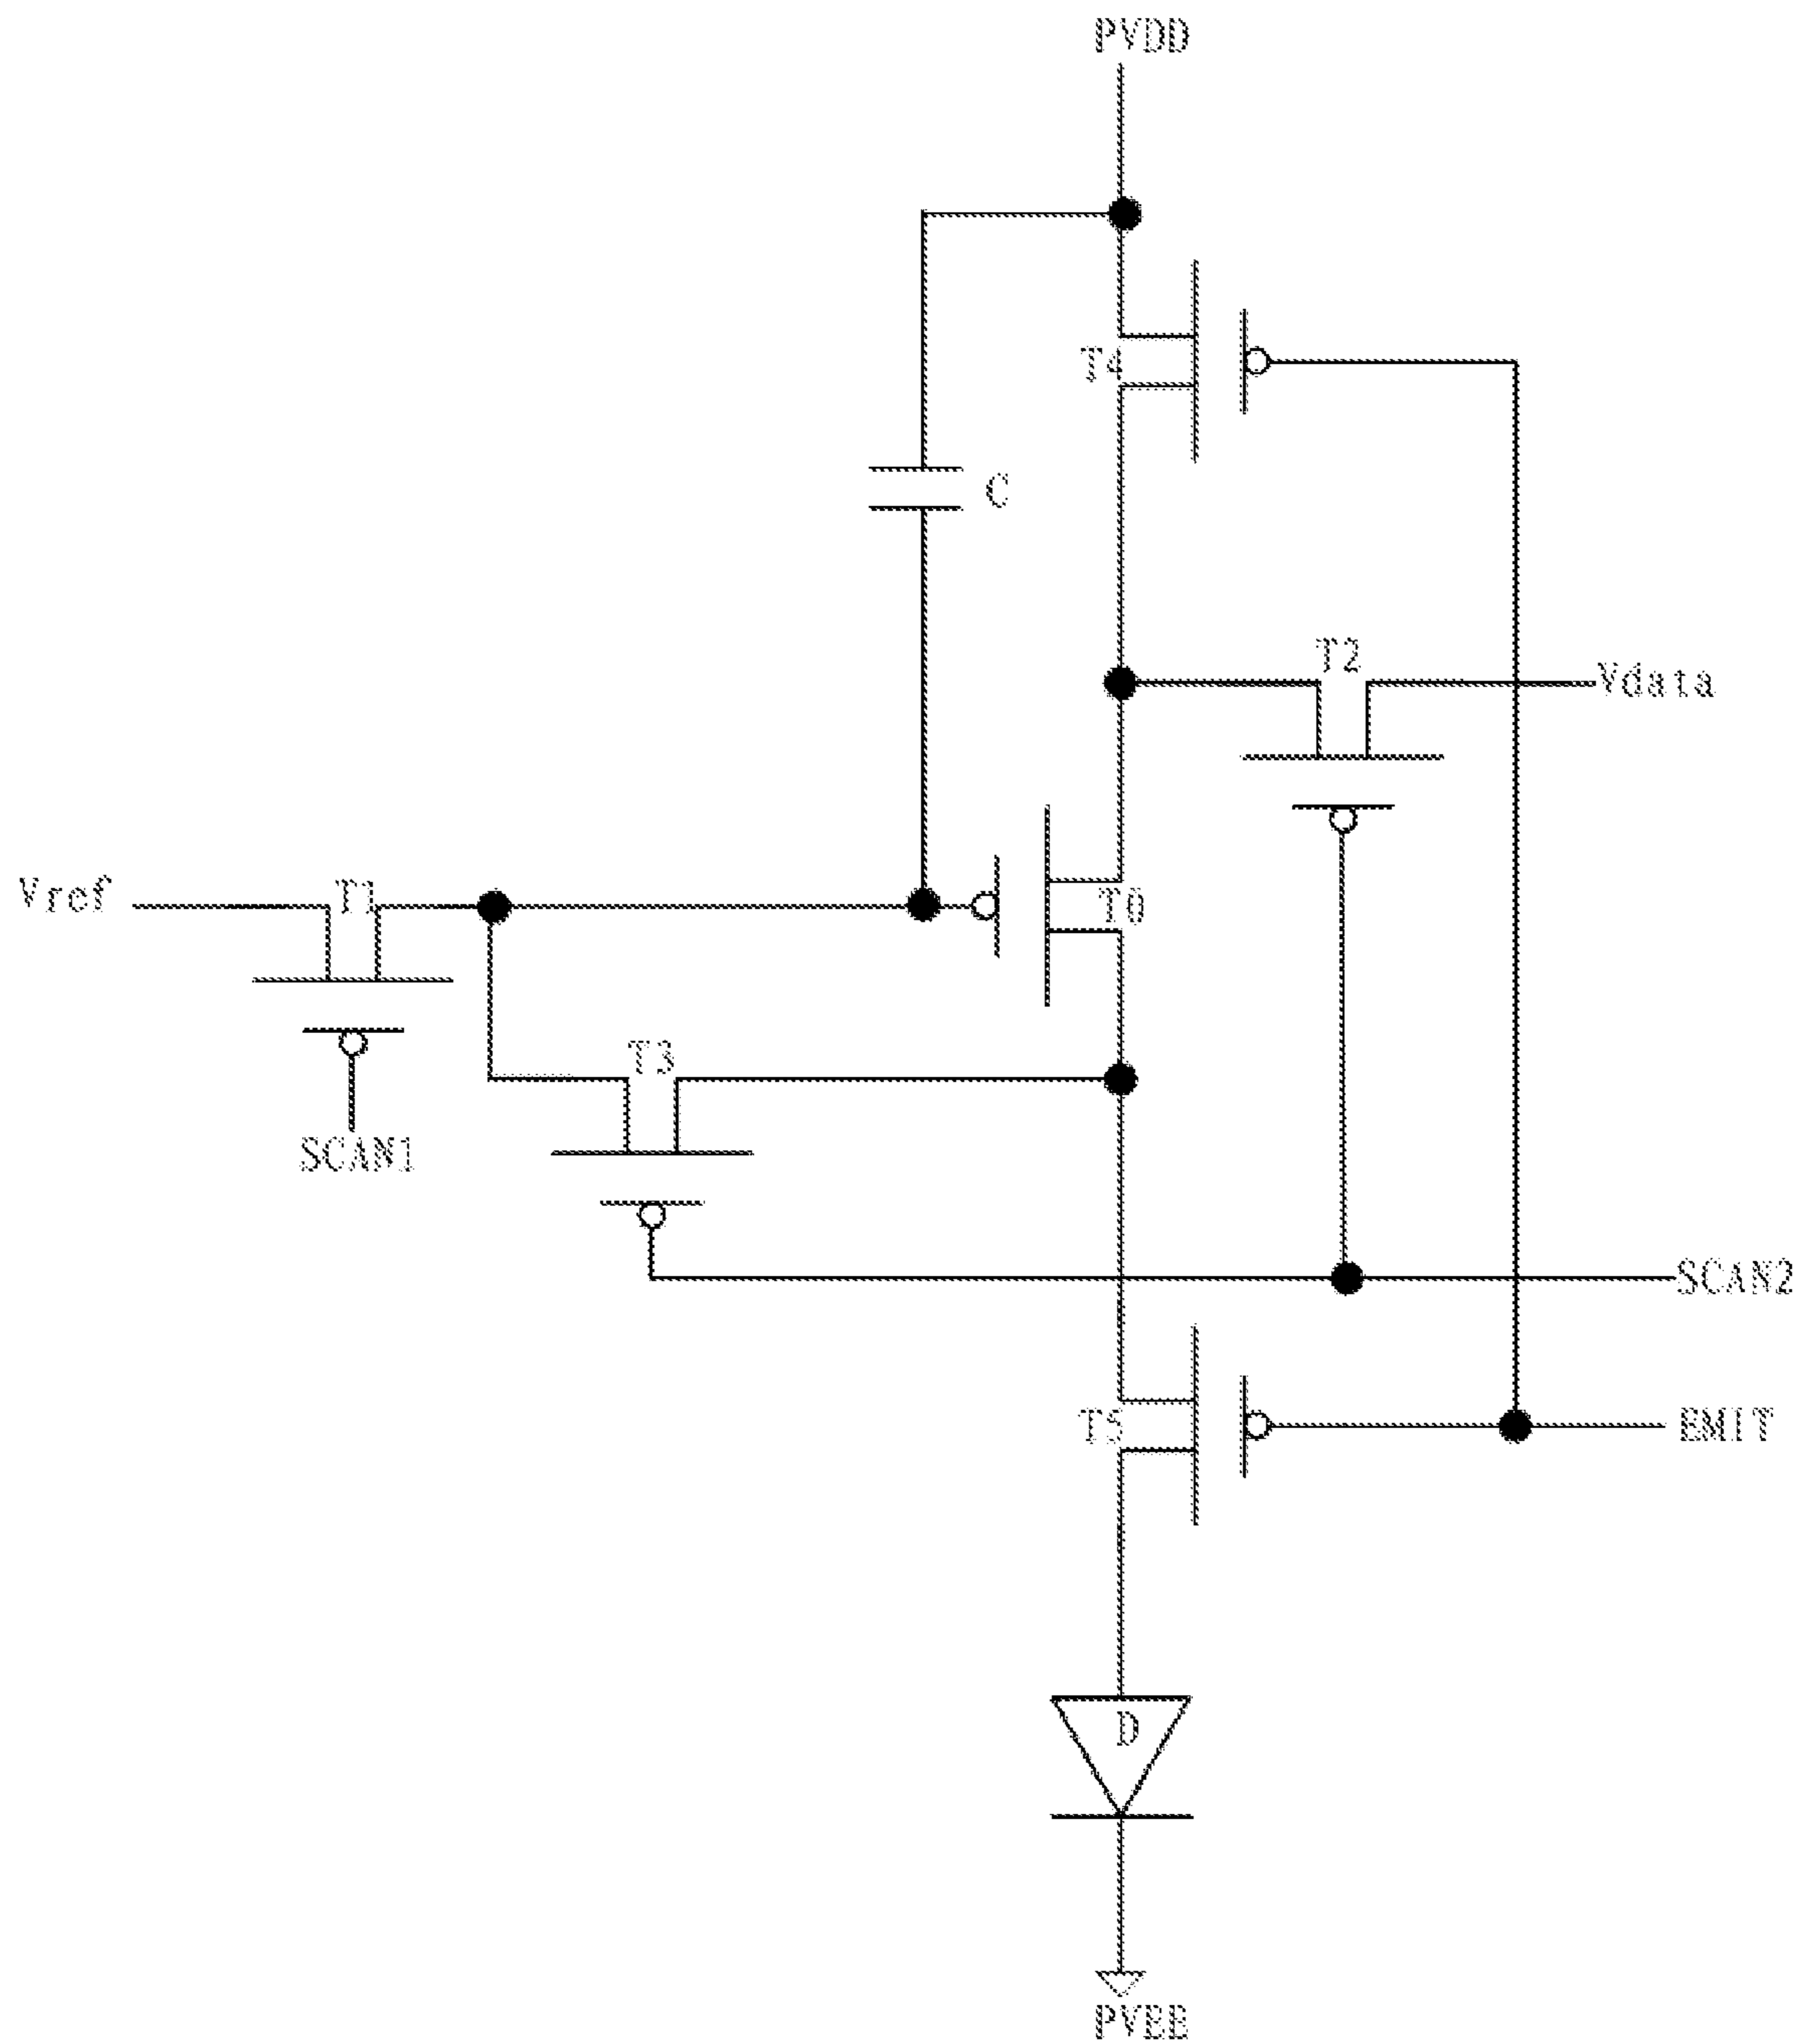 PVDD
T4
C
T2
Vdata
Vref
T1
T0
T3
SCAN1
SCAN2
T5
EMIT
D
PVEE